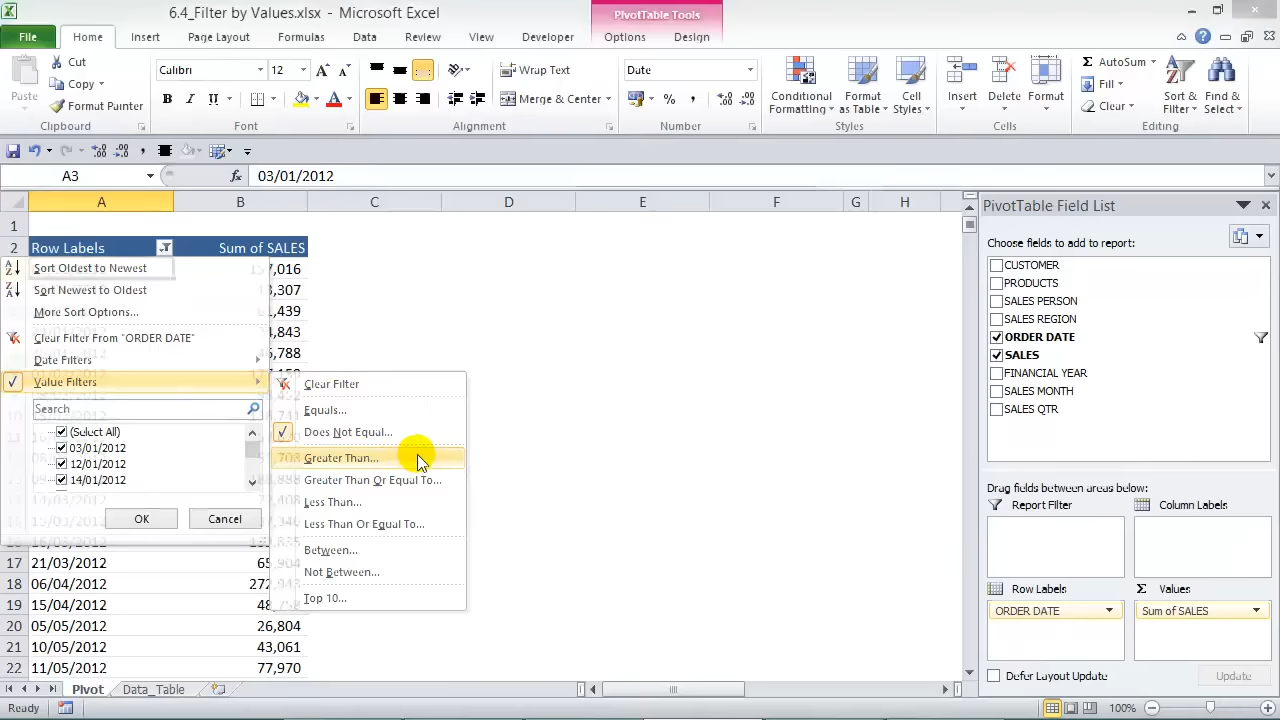 6.4_Filter by Values.xlsx - Microsoft Excel
PivotTable Tools
File Home Insert Page Layout Formulas Data Review View Developer Options Design
Paste
Cut
Copy
Format Painter
Clipboard
Calibri 12
B I U
Font
Wrap Text
Merge & Center
Alignment
Date
Number
Conditional Formatting
Format as Table
Cell Styles
Styles
Insert Delete Format
Cells
AutoSum
Fill
Clear
Sort & Filter
Find & Select
Editing
A3 fx 03/01/2012
A B C D E F G H
1
2 Row Labels Sum of SALES
Sort Oldest to Newest
Sort Newest to Oldest
More Sort Options...
Clear Filter From "ORDER DATE"
Date Filters
Value Filters
Search
(Select All)
03/01/2012
12/01/2012
14/01/2012
OK Cancel
Clear Filter
Equals...
Does Not Equal...
Greater Than...
Greater Than Or Equal To...
Less Than...
Less Than Or Equal To...
Between...
Not Between...
Top 10...
17 21/03/2012
18 06/04/2012
19 15/04/2012
20 05/05/2012 26,804
21 10/05/2012 43,061
22 11/05/2012 77,970
Pivot Data_Table
Ready 100%
PivotTable Field List
Choose fields to add to report:
CUSTOMER
PRODUCTS
SALES PERSON
SALES REGION
ORDER DATE
SALES
FINANCIAL YEAR
SALES MONTH
SALES QTR
Drag fields between areas below:
Report Filter Column Labels
Row Labels Σ Values
ORDER DATE Sum of SALES
Defer Layout Update Update